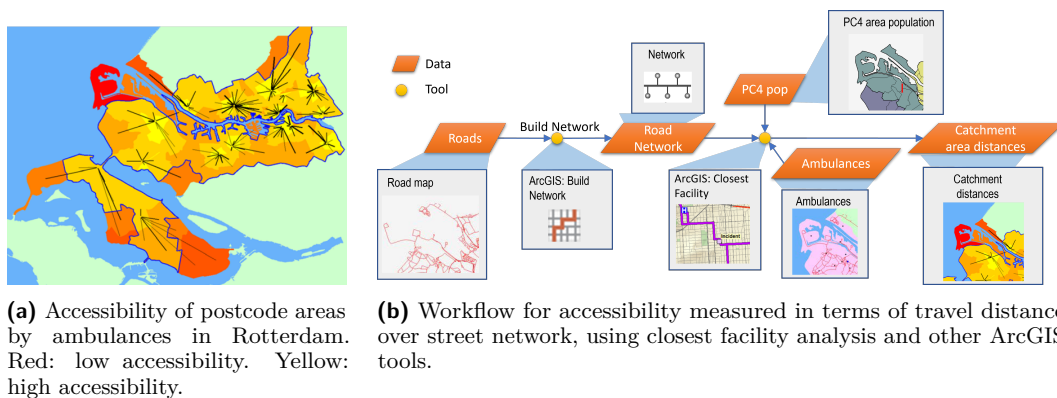 Data
Tool
PC4 area population
Network
PC4 pop
Build Network
Roads
Road
Network
Catchment
area distances
Ambulances
Road map
ArcGIS: Build
Network
ArcGIS: Closest
Facility
Incident
Ambulances
Catchment
distances
(a) Accessibility of postcode areas
by ambulances in Rotterdam.
Red: low accessibility. Yellow:
high accessibility.
(b) Workflow for accessibility measured in terms of travel distance
over street network, using closest facility analysis and other ArcGIS
tools.